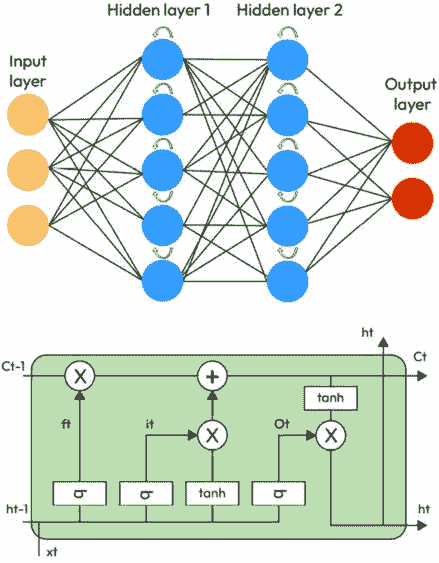 Hidden layer 1
Hidden layer 2
Input
layer
Output
layer
ht
Ct-1
X
+
Ct
tanh
ft
it
X
Ot
X
σ
σ
tanh
σ
ht-1
ht
xt